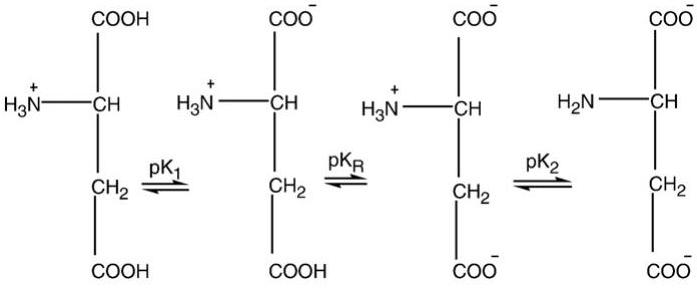 COOH COO⁻ COO⁻ COO⁻
H₃N⁺ CH H₃N⁺ CH H₃N⁺ CH H₂N CH
pK₁ pKR pK₂
CH₂ CH₂ CH₂ CH₂
COOH COOH COO⁻ COO⁻